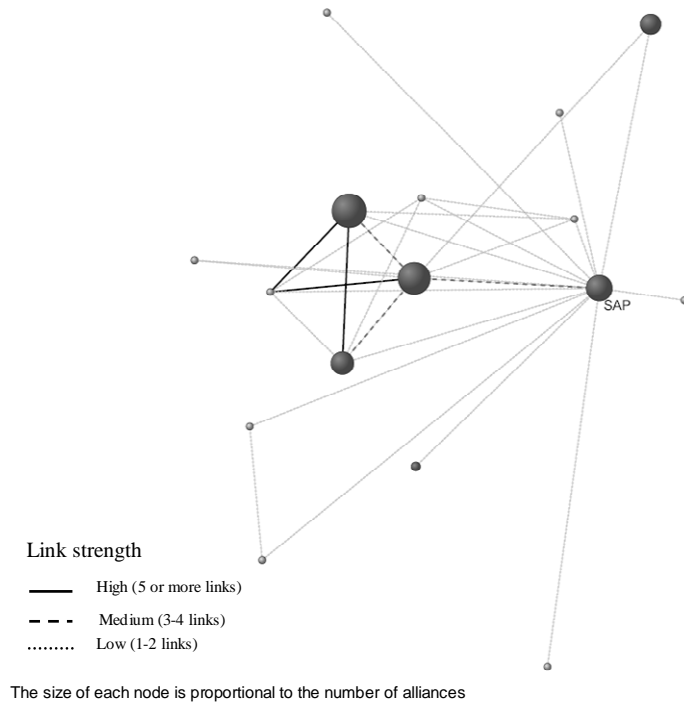 SAP
Link strength
High (5 or more links)
Medium (3-4 links)
Low (1-2 links)
The size of each node is proportional to the number of alliances